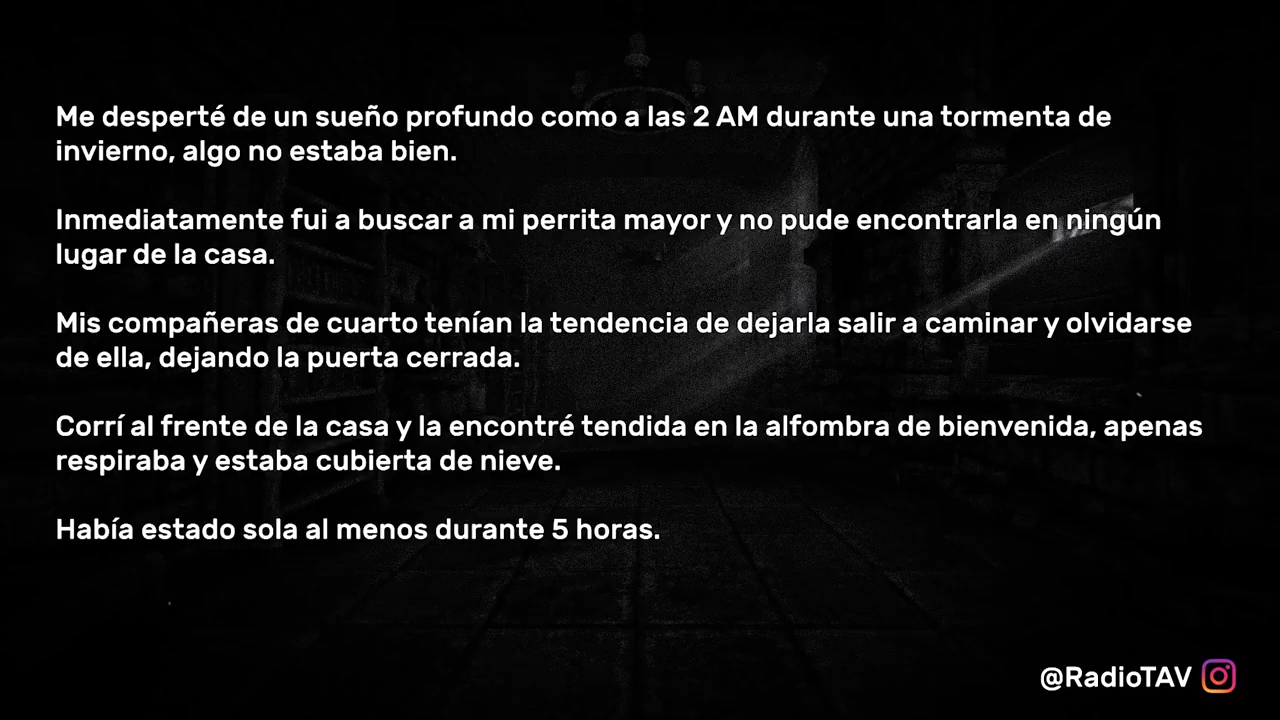 Me desperté de un sueño profundo como a las 2 AM durante una tormenta de
invierno, algo no estaba bien.
Inmediatamente fui a buscar a mi perrita mayor y no pude encontrarla en ningún
lugar de la casa.
Mis compañeras de cuarto tenían la tendencia de dejarla salir a caminar y olvidarse
de ella, dejando la puerta cerrada.
Corrí al frente de la casa y la encontré tendida en la alfombra de bienvenida, apenas
respiraba y estaba cubierta de nieve.
Había estado sola al menos durante 5 horas.
@RadioTAV